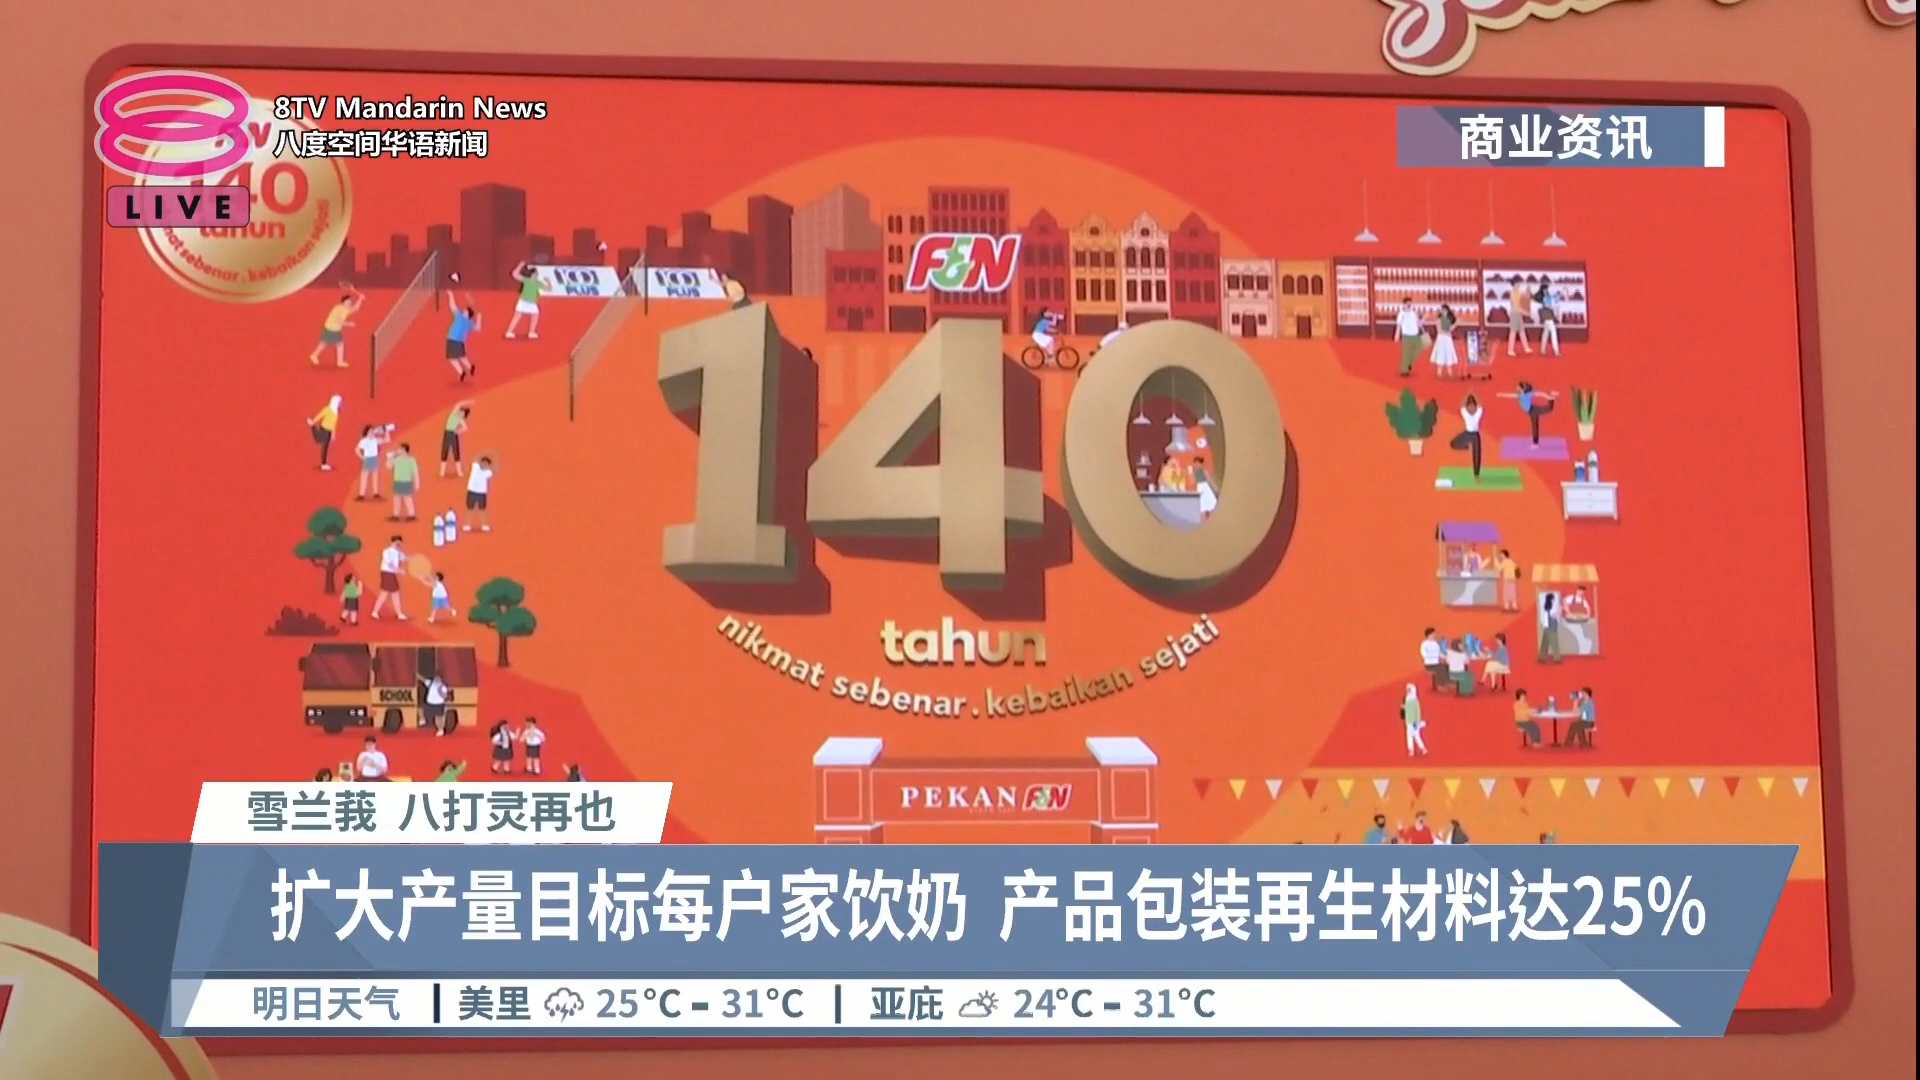 8TV Mandarin News
八度空间华语新闻
LIVE
商业资讯
140
tahun
100 PLUS
100 PLUS
F&N
140
tahun
nikmat sebenar . kebaikan sejati
SCHOOL
PEKAN F&N
雪兰莪 八打灵再也
扩大产量目标每户家饮奶 产品包装再生材料达25%
明日天气 | 美里 25°C - 31°C | 亚庇 24°C - 31°C